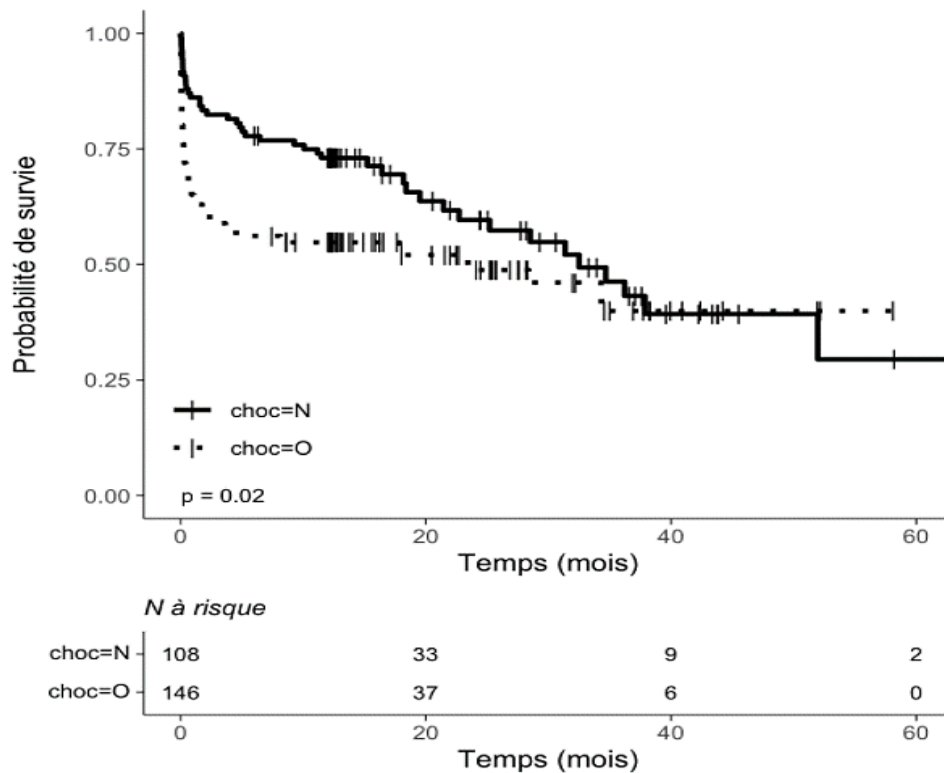 1.00
0.75
0.50
0.25
0.00
Probabilité de survie
choc=N
choc=O
p = 0.02
0 20 40 60
Temps (mois)
N à risque
choc=N 108 33 9 2
choc=O 146 37 6 0
0 20 40 60
Temps (mois)